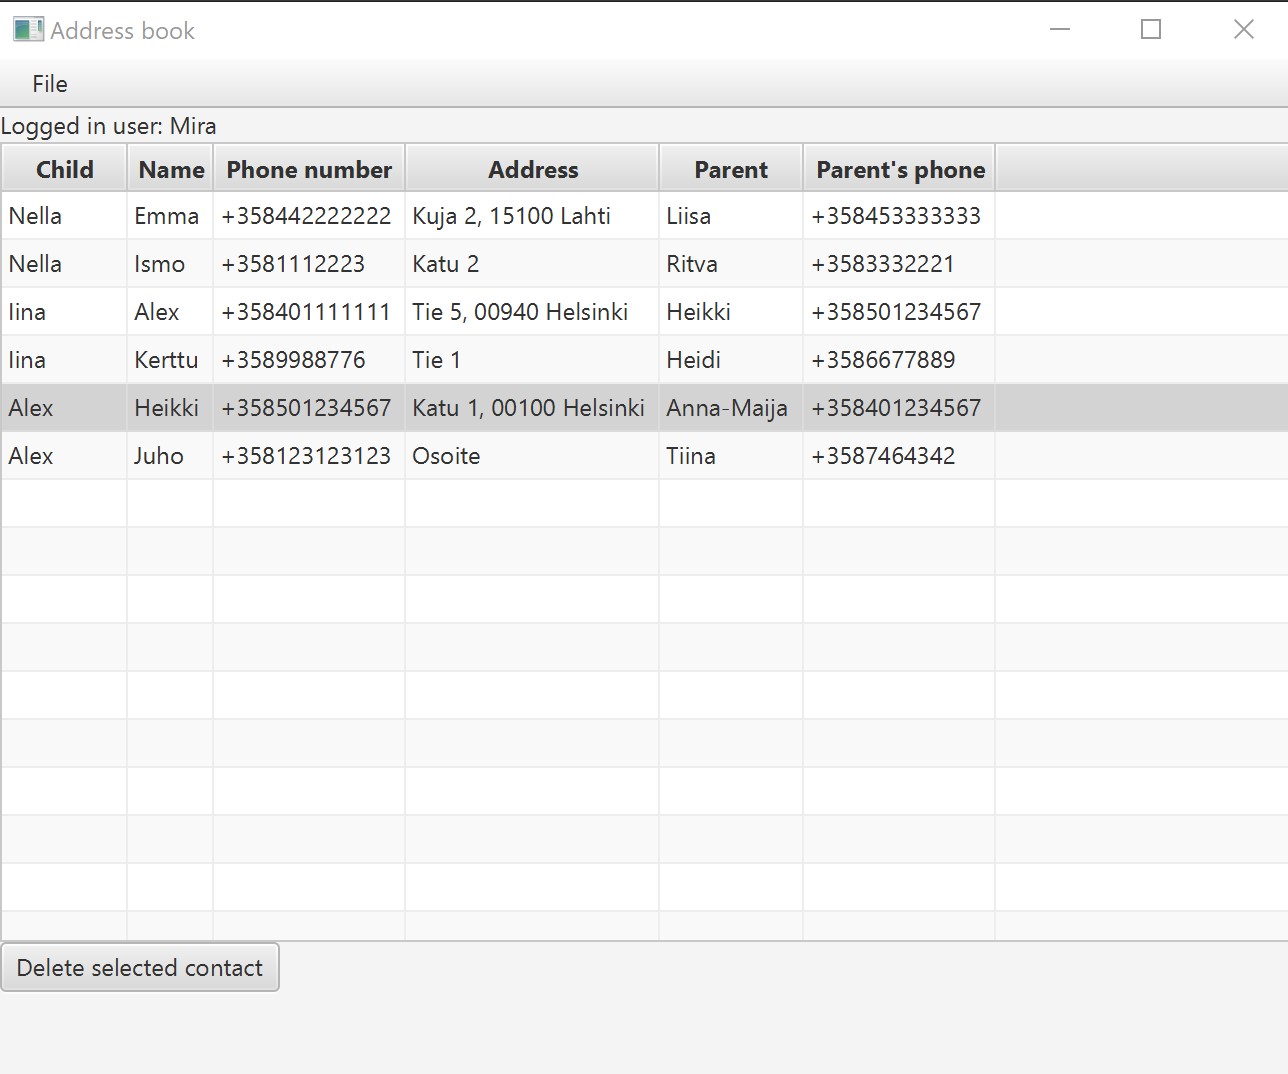 Address book
File
Logged in user: Mira
Child Name Phone number Address Parent Parent's phone
Nella Emma +358442222222 Kuja 2, 15100 Lahti Liisa +358453333333
Nella Ismo +3581112223 Katu 2 Ritva +3583332221
Iina Alex +358401111111 Tie 5, 00940 Helsinki Heikki +358501234567
Iina Kerttu +3589988776 Tie 1 Heidi +3586677889
Alex Heikki +358501234567 Katu 1, 00100 Helsinki Anna-Maija +358401234567
Alex Juho +358123123123 Osoite Tiina +3587464342
Delete selected contact